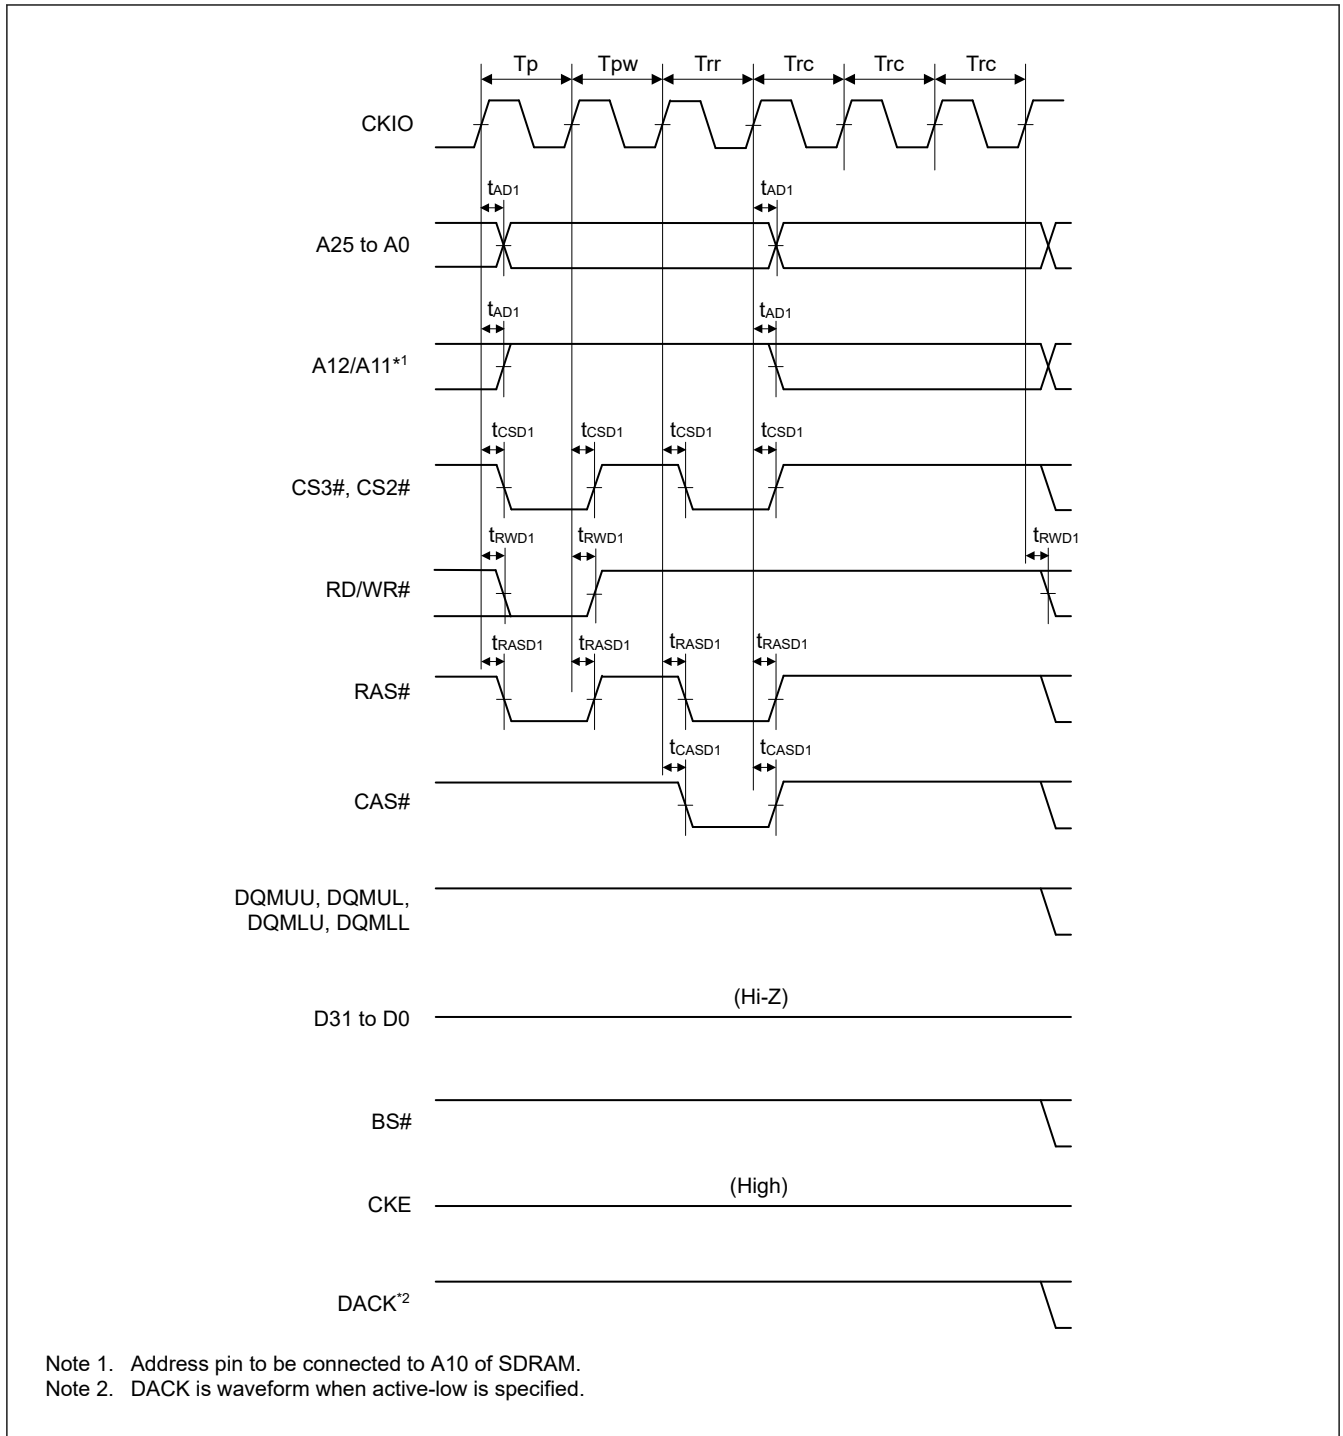 Tp Tpw Trr Trc Trc Trc
CKIO
tAD1 tAD1
A25 to A0
tAD1 tAD1
A12/A11*1
tCSD1 tCSD1 tCSD1 tCSD1
CS3#, CS2#
tRWD1 tRWD1 tRWD1
RD/WR#
tRASD1 tRASD1 tRASD1 tRASD1
RAS#
tCASD1 tCASD1
CAS#
DQMUU, DQMUL,
DQMLU, DQMLL
(Hi-Z)
D31 to D0
BS#
(High)
CKE
DACK*2
Note 1. Address pin to be connected to A10 of SDRAM.
Note 2. DACK is waveform when active-low is specified.